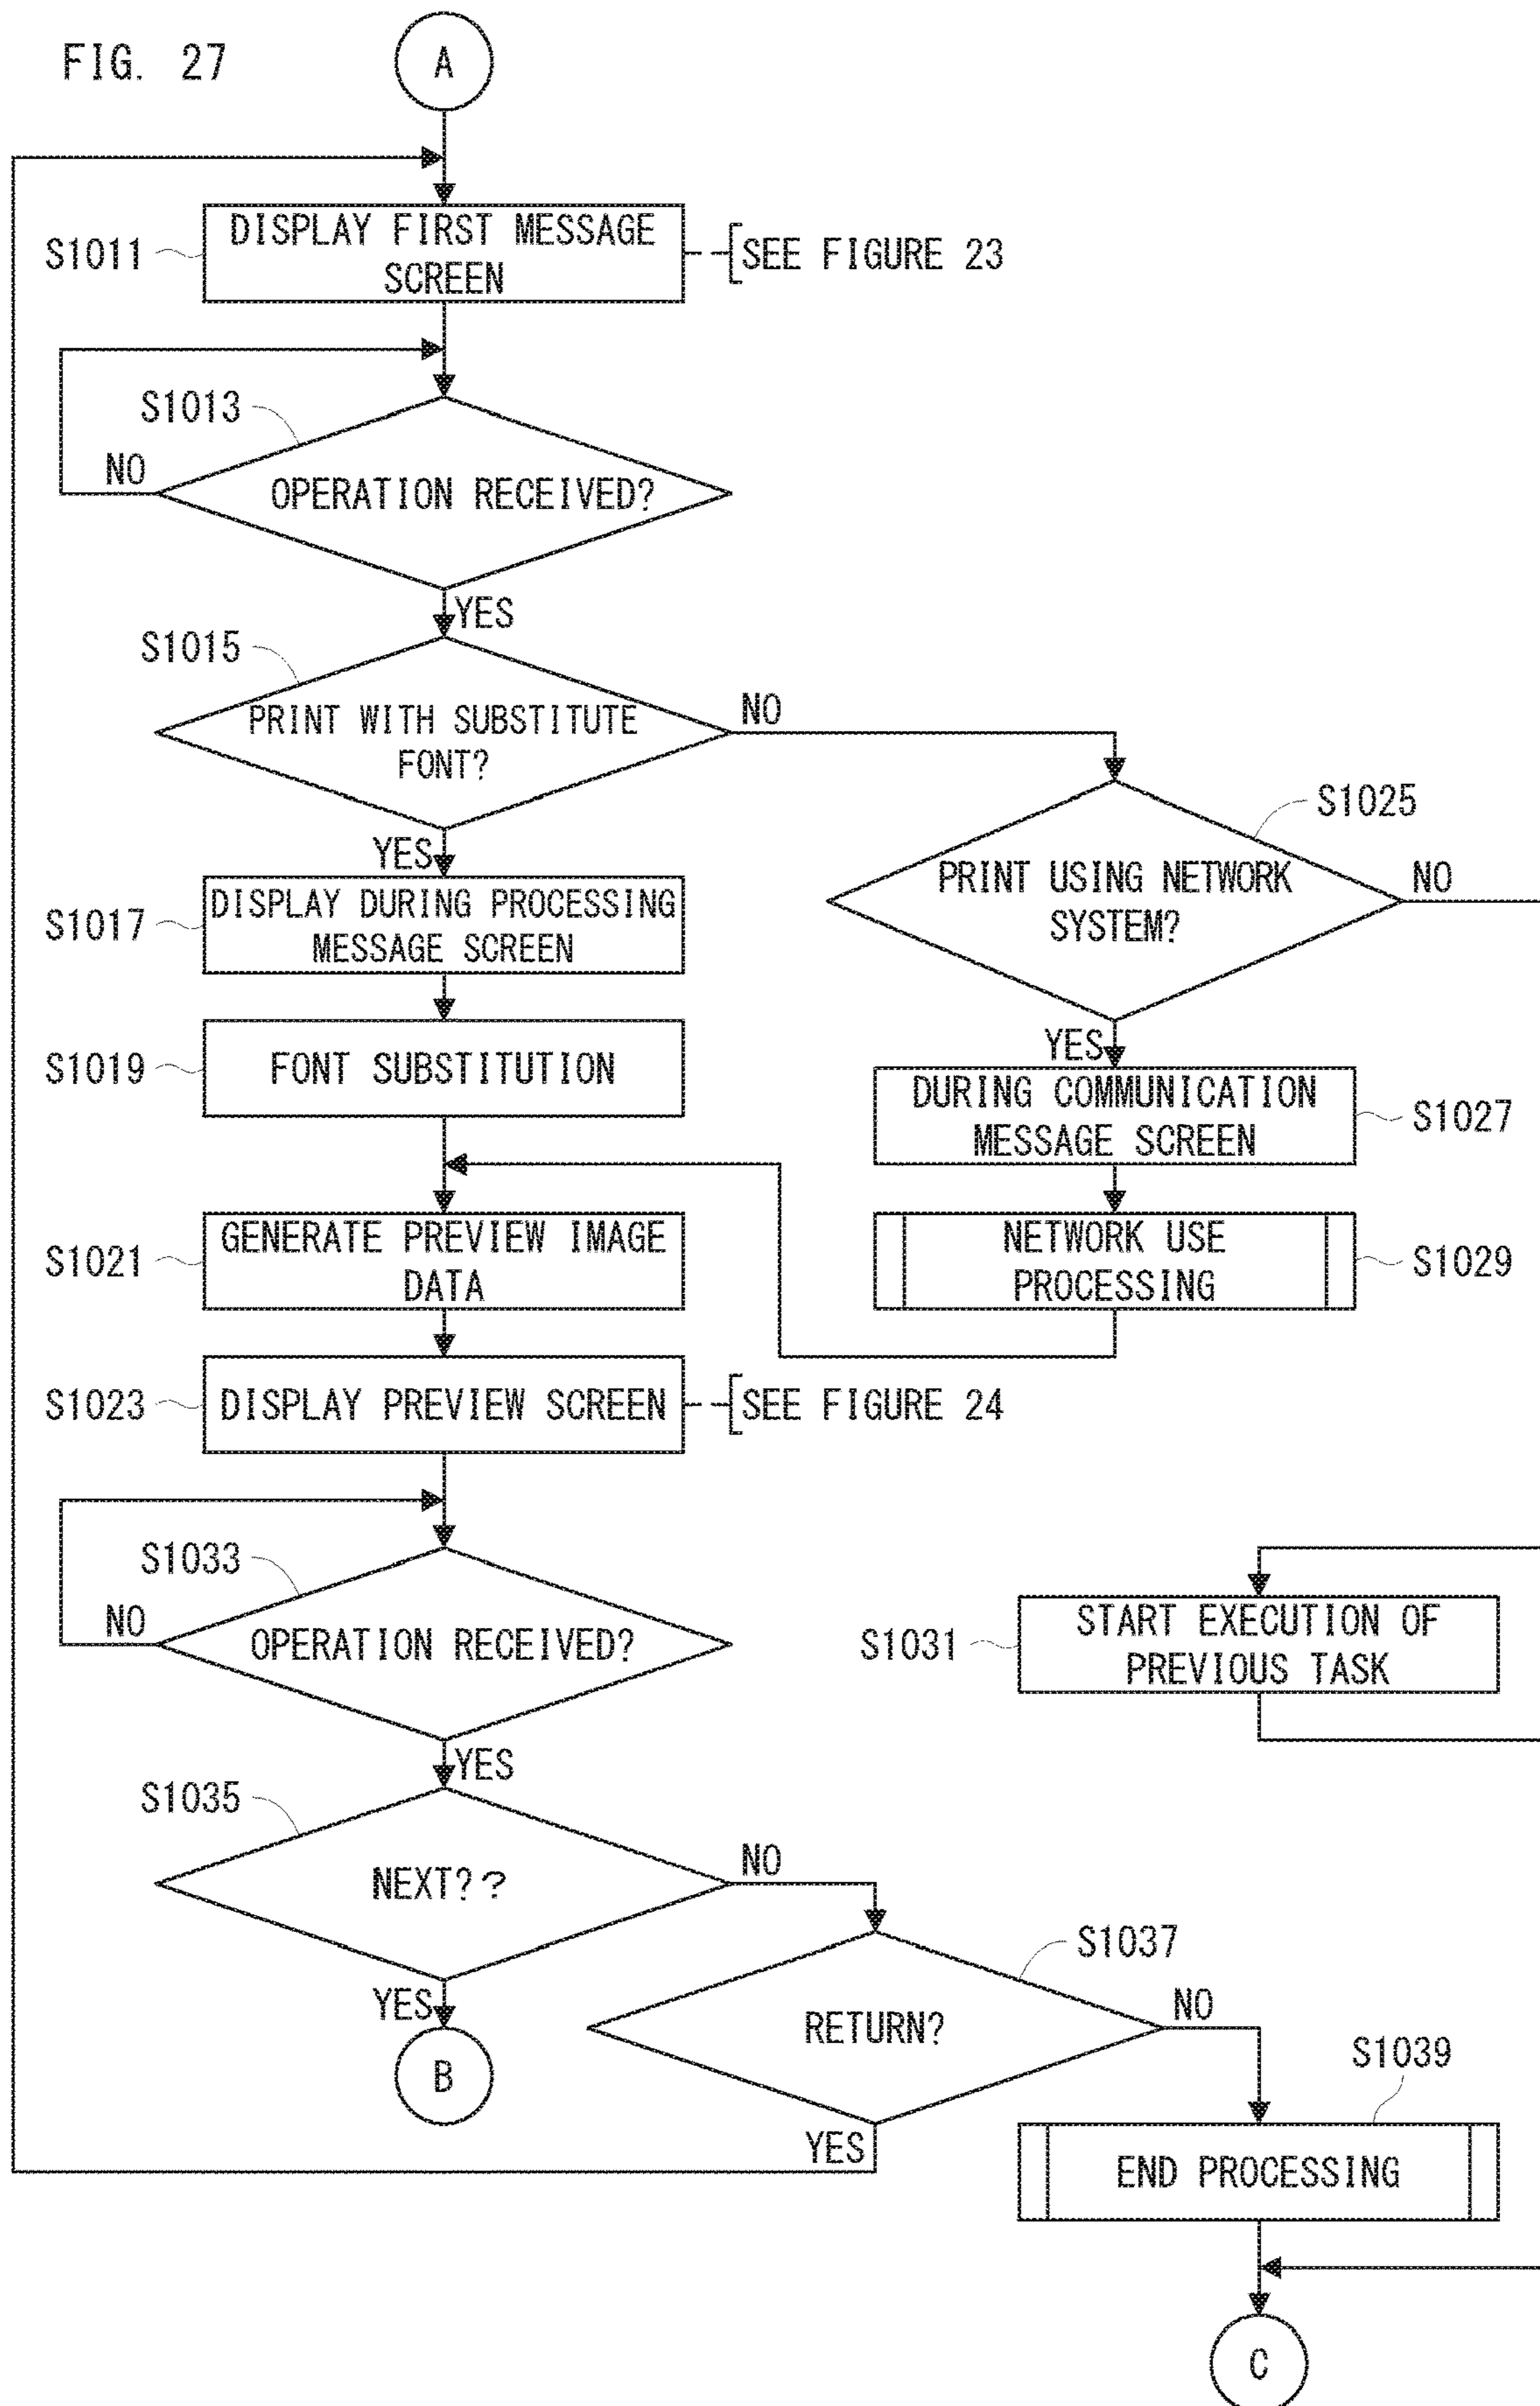 FIG. 27
A
S1011
DISPLAY FIRST MESSAGE
SCREEN
SEE FIGURE 23
S1013
NO
OPERATION RECEIVED?
YES
S1015
PRINT WITH SUBSTITUTE
FONT?
NO
S1025
PRINT USING NETWORK
SYSTEM?
NO
YES
S1017
DISPLAY DURING PROCESSING
MESSAGE SCREEN
YES
S1027
DURING COMMUNICATION
MESSAGE SCREEN
S1019
FONT SUBSTITUTION
S1021
GENERATE PREVIEW IMAGE
DATA
NETWORK USE
PROCESSING
S1029
S1023
DISPLAY PREVIEW SCREEN
SEE FIGURE 24
S1033
NO
OPERATION RECEIVED?
YES
S1031
START EXECUTION OF
PREVIOUS TASK
S1035
NEXT??
NO
YES
B
S1037
RETURN?
NO
YES
S1039
END PROCESSING
C